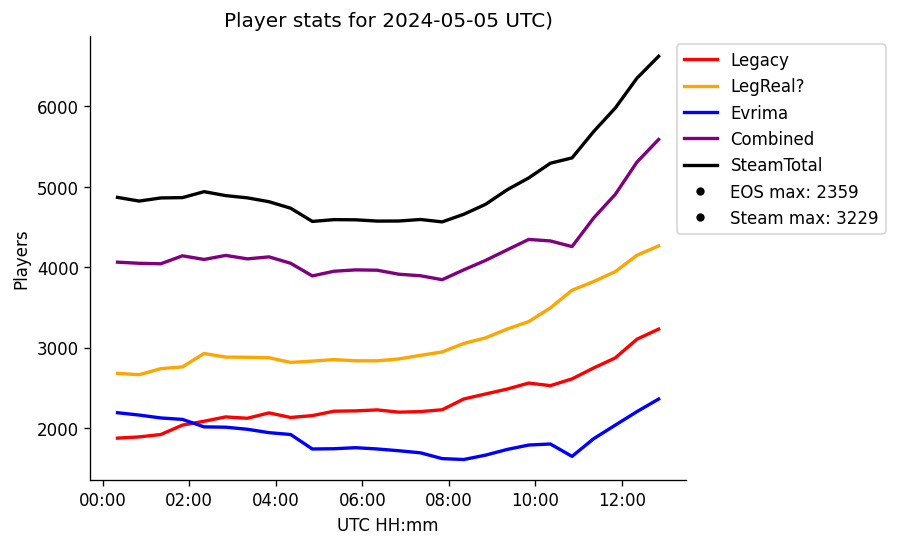 Player stats for 2024-05-05 UTC)
Legacy
LegReal?
Evrima
Combined
SteamTotal
EOS max: 2359
Steam max: 3229
Players
6000
5000
4000
3000
2000
00:00 02:00 04:00 06:00 08:00 10:00 12:00
UTC HH:mm